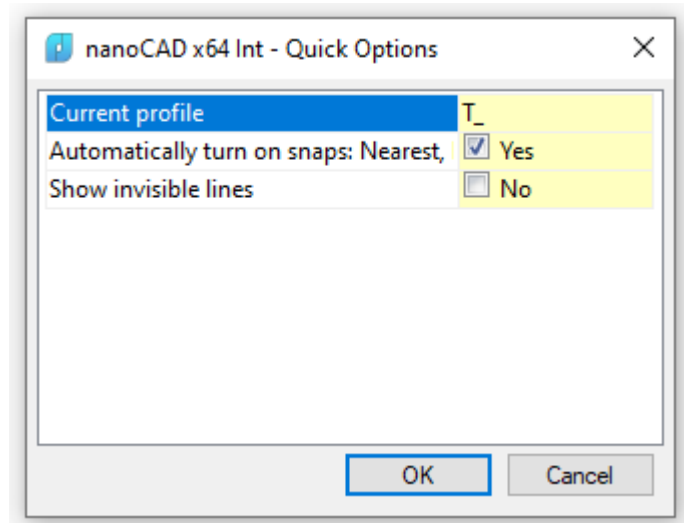 nanoCAD x64 Int - Quick Options
Current profile T_
Automatically turn on snaps: Nearest, Yes
Show invisible lines No
OK Cancel